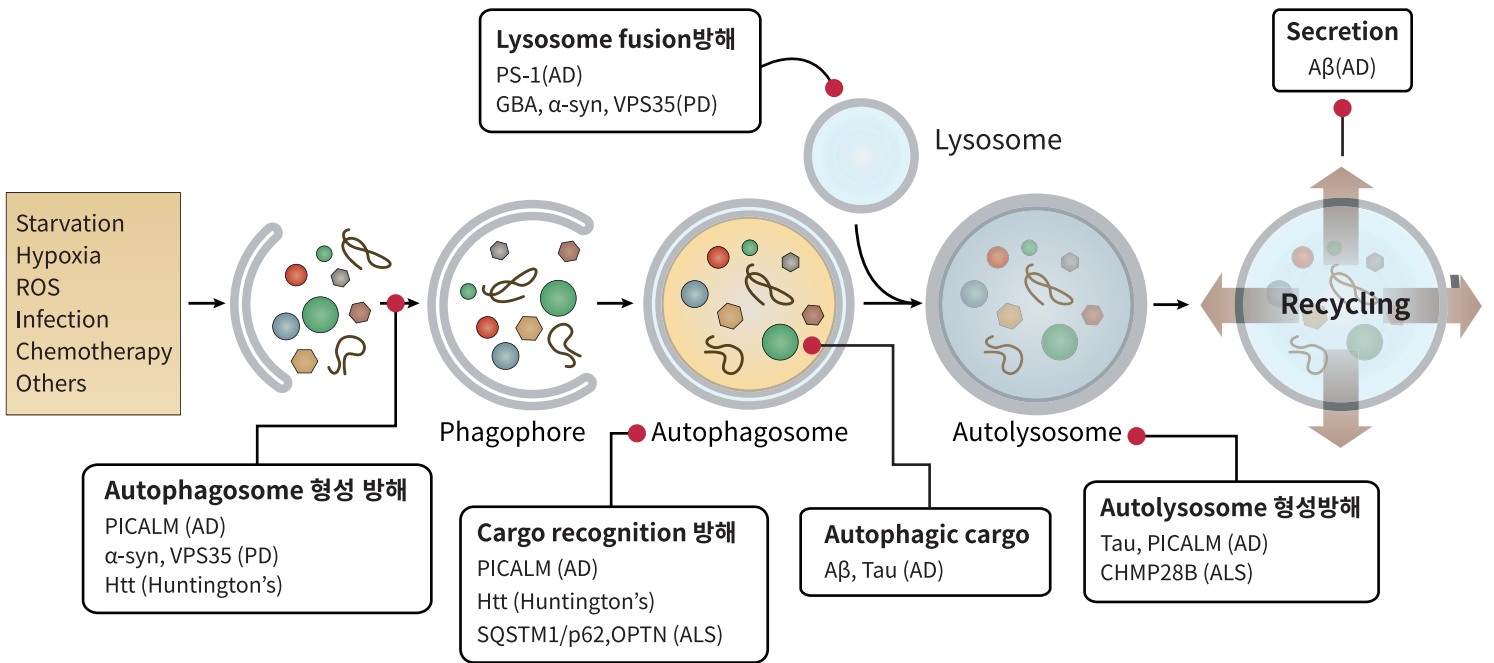 Lysosome fusion방해
PS-1(AD)
GBA, α-syn, VPS35(PD)
Secretion
Aβ(AD)
Lysosome
Starvation
Hypoxia
ROS
Infection
Chemotherapy
Others
Recycling
Phagophore
Autophagosome
Autolysosome
Autophagosome 형성 방해
PICALM (AD)
α-syn, VPS35 (PD)
Htt (Huntington’s)
Cargo recognition 방해
PICALM (AD)
Htt (Huntington’s)
SQSTM1/p62,OPTN (ALS)
Autophagic cargo
Aβ, Tau (AD)
Autolysosome 형성방해
Tau, PICALM (AD)
CHMP28B (ALS)